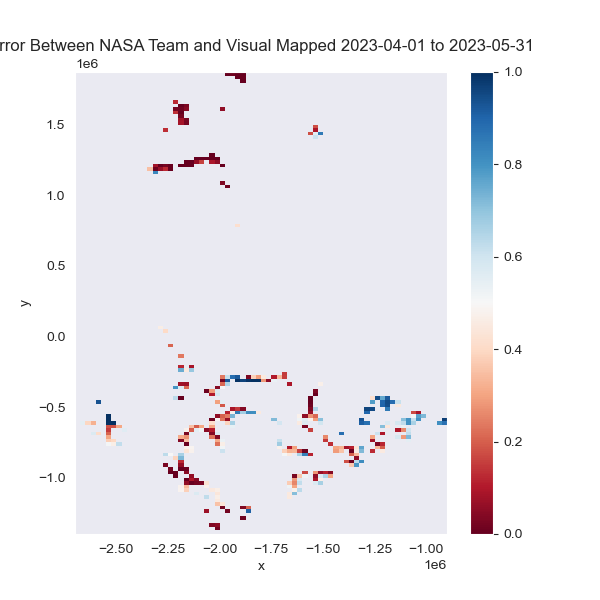 rror Between NASA Team and Visual Mapped 2023-04-01 to 2023-05-31
1e6
1.5
1.0
0.5
0.0
−0.5
−1.0
y
−2.50 −2.25 −2.00 −1.75 −1.50 −1.25 −1.00
x
1e6
1.0
0.8
0.6
0.4
0.2
0.0